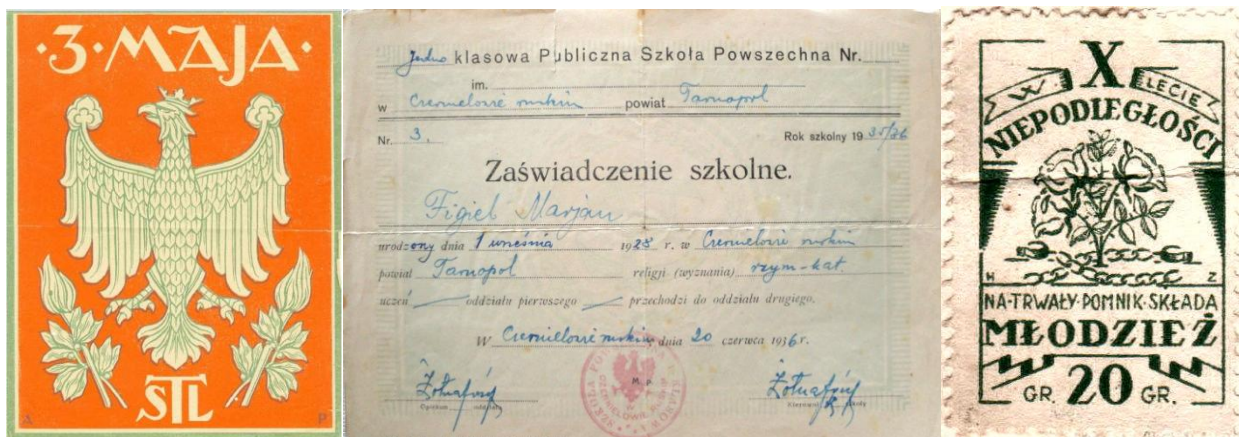 ·3·MAJA·
STL
Jedno klasowa Publiczna Szkoła Powszechna Nr.
im.
w Czernielowie ruskim powiat Tarnopol
Nr. 3. Rok szkolny 1935/36
Zaświadczenie szkolne.
Figiel Marjan
urodzony dnia 1 września 1928 r. w Czernielowie ruskim
powiat Tarnopol religji (wyznania) rzym-kat.
uczeń oddziału pierwszego przechodzi do oddziału drugiego.
W Czernielowie ruskim, dnia 20 czerwca 1936 r.
M. p.
W X LECIE
NIEPODLEGŁOŚCI
H Z
NA·TRWAŁY·POMNIK·SKŁADA
MŁODZIEŻ
GR. 20 GR.